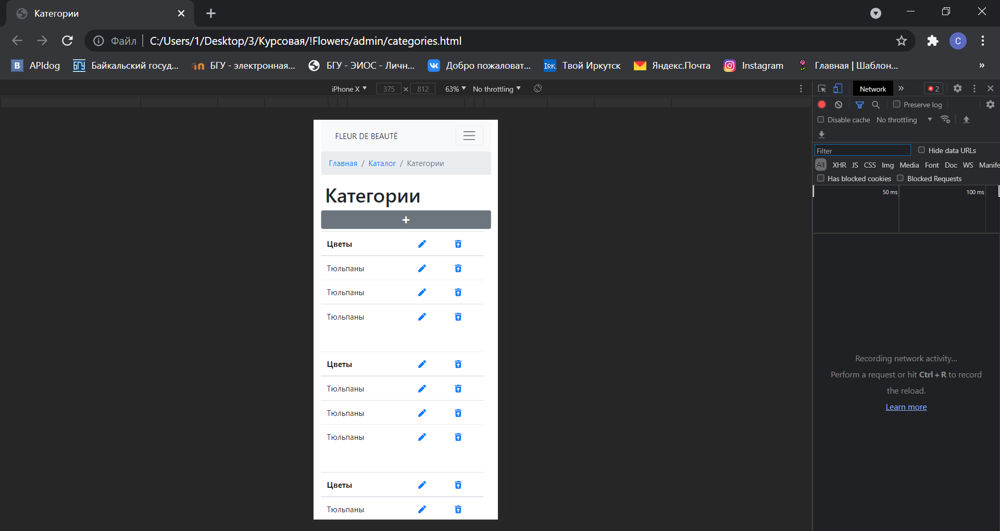 Категории
Файл C:/Users/1/Desktop/3/Курсовая/!Flowers/admin/categories.html
C
B APIdog БГУ Байкальский госуд... БГУ - электронная... БГУ - ЭИОС - Личн... Добро пожаловат... IRK. Твой Иркутск Яндекс.Почта Instagram Главная | Шаблон... »
iPhone X 375 × 812 63% No throttling
Network » 2
Preserve log
Disable cache No throttling
Filter Hide data URLs
All XHR JS CSS Img Media Font Doc WS Manife
Has blocked cookies Blocked Requests
50 ms 100 ms
Recording network activity...
Perform a request or hit Ctrl + R to record
the reload.
Learn more
FLEUR DE BEAUTÉ
Главная / Каталог / Категории
Категории
+
Цветы
Тюльпаны
Тюльпаны
Тюльпаны
Цветы
Тюльпаны
Тюльпаны
Тюльпаны
Цветы
Тюльпаны